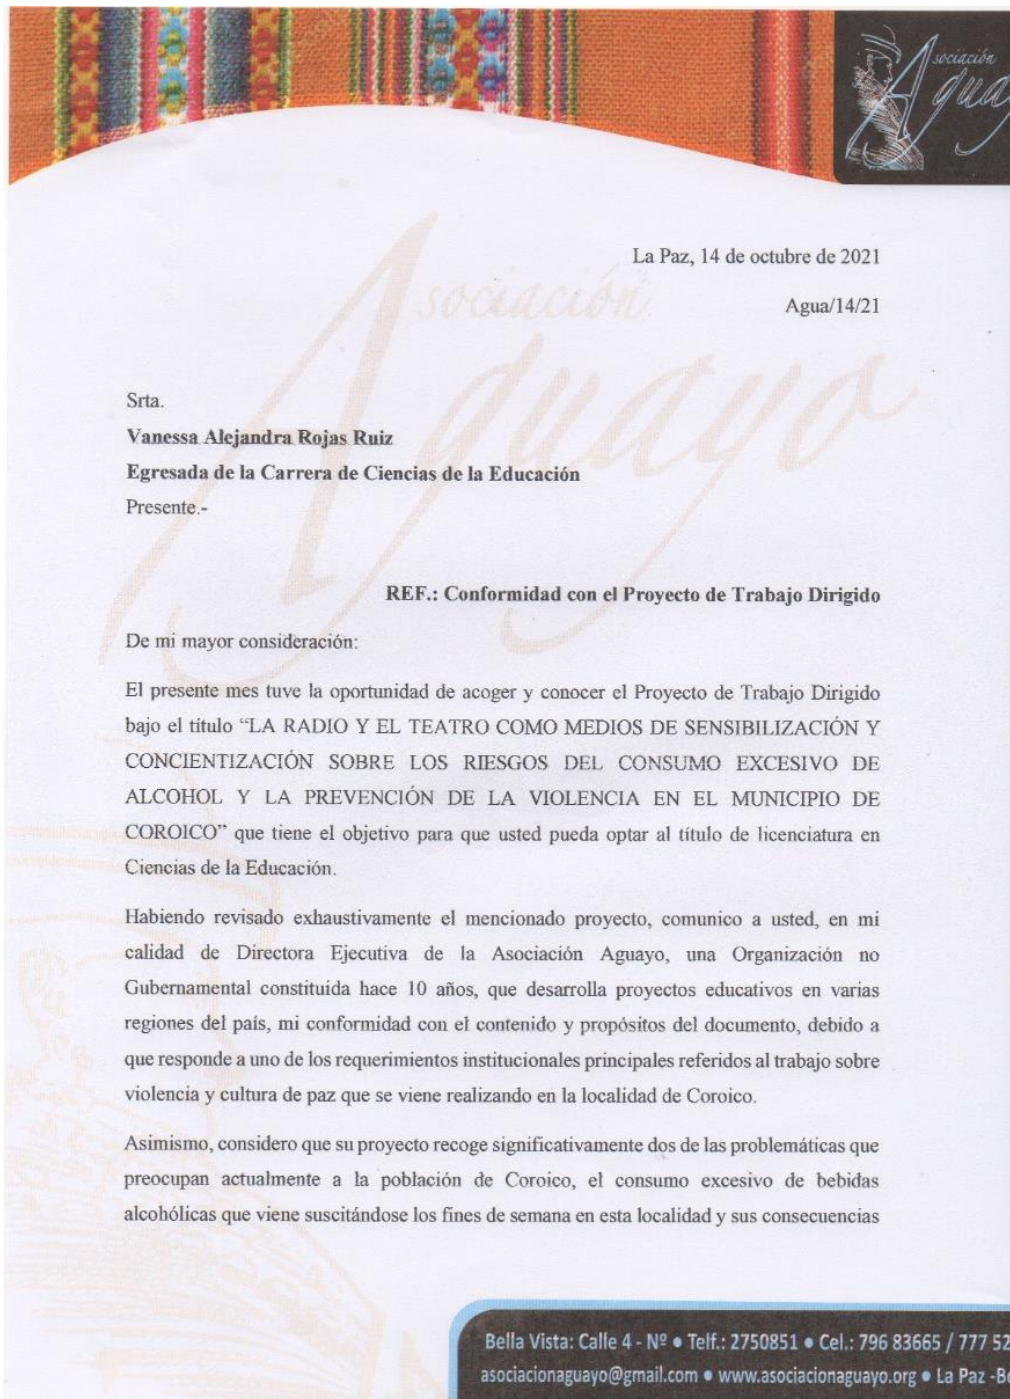 Asociación
Agua
La Paz, 14 de octubre de 2021
Asociación
Aguayo
Agua/14/21
Srta.
Vanessa Alejandra Rojas Ruiz
Egresada de la Carrera de Ciencias de la Educación
Presente.-
REF.: Conformidad con el Proyecto de Trabajo Dirigido
De mi mayor consideración:
El presente mes tuve la oportunidad de acoger y conocer el Proyecto de Trabajo Dirigido
bajo el título “LA RADIO Y EL TEATRO COMO MEDIOS DE SENSIBILIZACIÓN Y
CONCIENTIZACIÓN SOBRE LOS RIESGOS DEL CONSUMO EXCESIVO DE
ALCOHOL Y LA PREVENCIÓN DE LA VIOLENCIA EN EL MUNICIPIO DE
COROICO” que tiene el objetivo para que usted pueda optar al título de licenciatura en
Ciencias de la Educación.
Habiendo revisado exhaustivamente el mencionado proyecto, comunico a usted, en mi
calidad de Directora Ejecutiva de la Asociación Aguayo, una Organización no
Gubernamental constituida hace 10 años, que desarrolla proyectos educativos en varias
regiones del país, mi conformidad con el contenido y propósitos del documento, debido a
que responde a uno de los requerimientos institucionales principales referidos al trabajo sobre
violencia y cultura de paz que se viene realizando en la localidad de Coroico.
Asimismo, considero que su proyecto recoge significativamente dos de las problemáticas que
preocupan actualmente a la población de Coroico, el consumo excesivo de bebidas
alcohólicas que viene suscitándose los fines de semana en esta localidad y sus consecuencias
Bella Vista: Calle 4 - Nº • Telf.: 2750851 • Cel.: 796 83665 / 777 52
asociacionaguayo@gmail.com • www.asociacionaguayo.org • La Paz -Bo